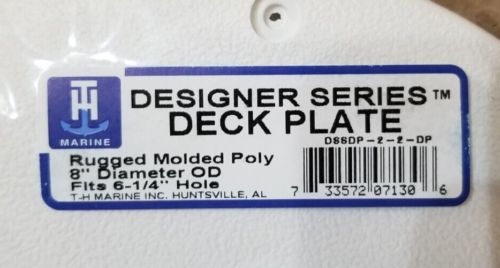 TH
MARINE
DESIGNER SERIES™
DECK PLATE
DSSDP-2-2-DP
Rugged Molded Poly
8" Diameter OD
Fits 6-1/4" Hole
T-H MARINE INC. HUNTSVILLE, AL
7 33572 07130 6